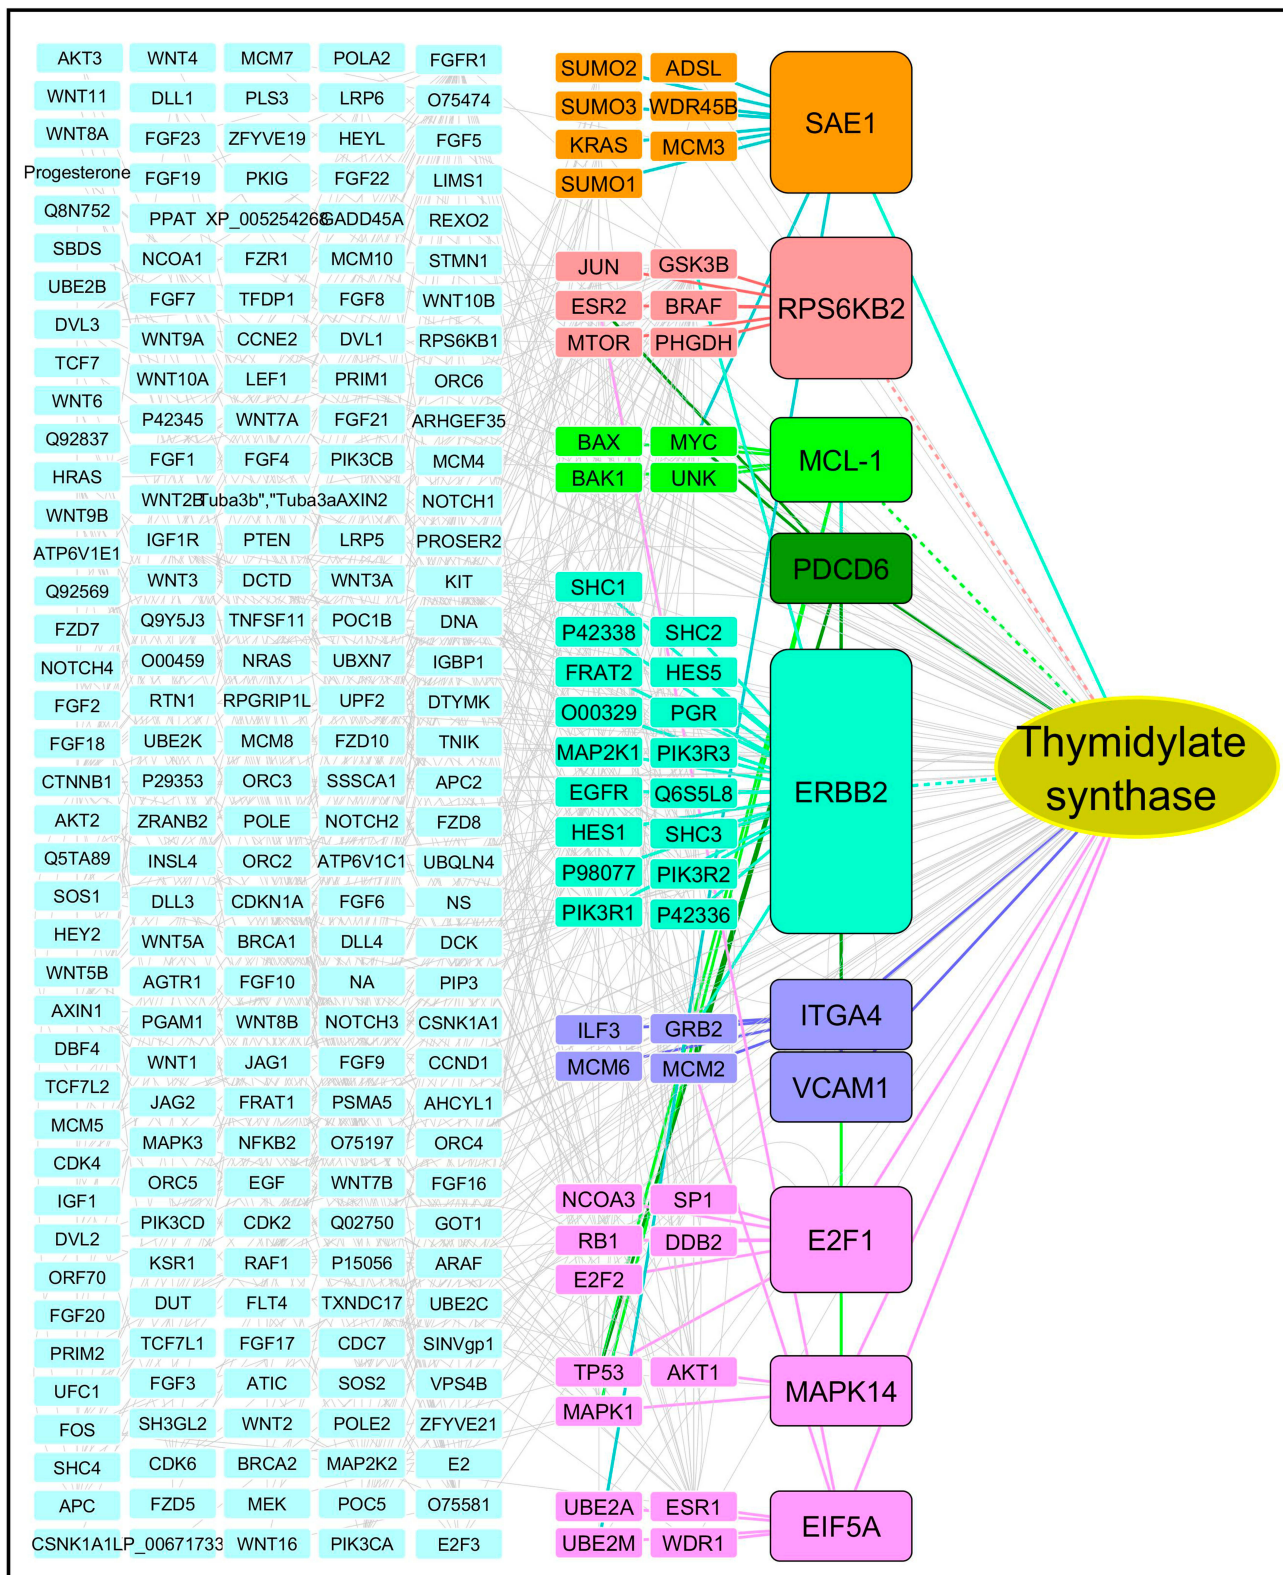 AKT3
WNT11
WNT8A
Progesterone
Q8N752
SBDS
UBE2B
DVL3
TCF7
WNT6
Q92837
HRAS
WNT9B
ATP6V1E1
Q92569
FZD7
NOTCH4
FGF2
FGF18
CTNNB1
AKT2
Q5TA89
SOS1
HEY2
WNT5B
AXIN1
DBF4
TCF7L2
MCM5
CDK4
IGF1
DVL2
ORF70
FGF20
PRIM2
UFC1
FOS
SHC4
APC
CSNK1A1L
WNT4
DLL1
FGF23
FGF19
PPAT
NCOA1
FGF7
WNT9A
WNT10A
P42345
FGF1
WNT2B
IGF1R
WNT3
Q9Y5J3
O00459
RTN1
UBE2K
P29353
ZRANB2
INSL4
DLL3
WNT5A
AGTR1
PGAM1
WNT1
JAG2
MAPK3
ORC5
PIK3CD
KSR1
DUT
TCF7L1
FGF3
SH3GL2
CDK6
FZD5
P_00671733
MCM7
PLS3
ZFYVE19
PKIG
XP_005254268
FZR1
TFDP1
CCNE2
LEF1
WNT7A
FGF4
Tuba3b","Tuba3a
PTEN
DCTD
TNFSF11
NRAS
RPGRIP1L
MCM8
ORC3
POLE
ORC2
CDKN1A
BRCA1
FGF10
WNT8B
JAG1
FRAT1
NFKB2
EGF
CDK2
RAF1
FLT4
FGF17
ATIC
WNT2
BRCA2
MEK
WNT16
POLA2
LRP6
HEYL
FGF22
GADD45A
MCM10
FGF8
DVL1
PRIM1
FGF21
PIK3CB
AXIN2
LRP5
WNT3A
POC1B
UBXN7
UPF2
FZD10
SSSCA1
NOTCH2
ATP6V1C1
FGF6
DLL4
NA
NOTCH3
FGF9
PSMA5
O75197
WNT7B
Q02750
P15056
TXNDC17
CDC7
SOS2
POLE2
MAP2K2
POC5
PIK3CA
FGFR1
O75474
FGF5
LIMS1
REXO2
STMN1
WNT10B
RPS6KB1
ORC6
ARHGEF35
MCM4
NOTCH1
PROSER2
KIT
DNA
IGBP1
DTYMK
TNIK
APC2
FZD8
UBQLN4
NS
DCK
PIP3
CSNK1A1
CCND1
AHCYL1
ORC4
FGF16
GOT1
ARAF
UBE2C
SINVgp1
VPS4B
ZFYVE21
E2
O75581
E2F3
SUMO2 ADSL
SUMO3 WDR45B
KRAS MCM3
SUMO1
SAE1
JUN GSK3B
ESR2 BRAF
MTOR PHGDH
RPS6KB2
BAX MYC
BAK1 UNK
MCL-1
PDCD6
SHC1
P42338 SHC2
FRAT2 HES5
O00329 PGR
MAP2K1 PIK3R3
EGFR Q6S5L8
HES1 SHC3
P98077 PIK3R2
PIK3R1 P42336
ERBB2
ILF3 GRB2
MCM6 MCM2
ITGA4
VCAM1
NCOA3 SP1
RB1 DDB2
E2F2
E2F1
TP53 AKT1
MAPK1
MAPK14
UBE2A ESR1
UBE2M WDR1
EIF5A
Thymidylate
synthase